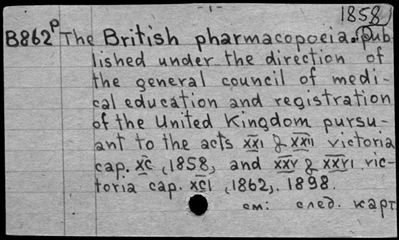 1858
B862p The British pharmacopoeia. Pub
lished under the direction of
the general council of medi-
cal education and registration
of the United Kingdom pursu-
ant to the acts XXI & XXII victoria
cap. XC (1858) and XXV & XXVI vic-
toria cap. XCI (1862). 1898.
см: след. карт